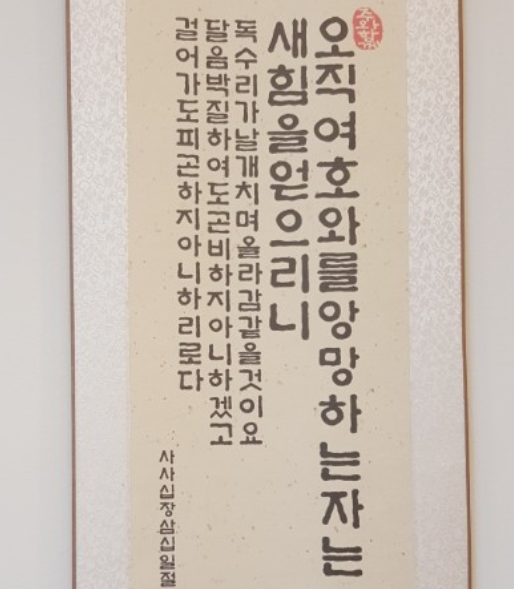 오직여호와를앙망하는자는
새힘을얻으리니
독수리가날개치며올라감같을것이요
달음박질하여도곤비하지아니하겠고
걸어가도피곤하지아니하리로다
사사십장삼십일절